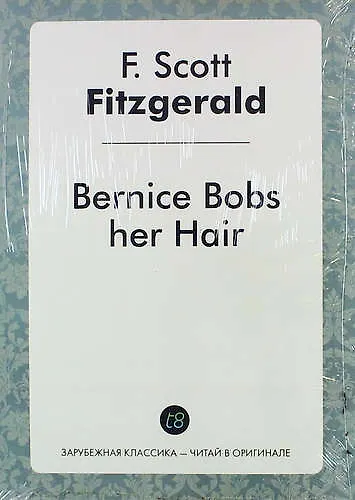 F. Scott
Fitzgerald
Bernice Bobs
her Hair
t8
ЗАРУБЕЖНАЯ КЛАССИКА — ЧИТАЙ В ОРИГИНАЛЕ